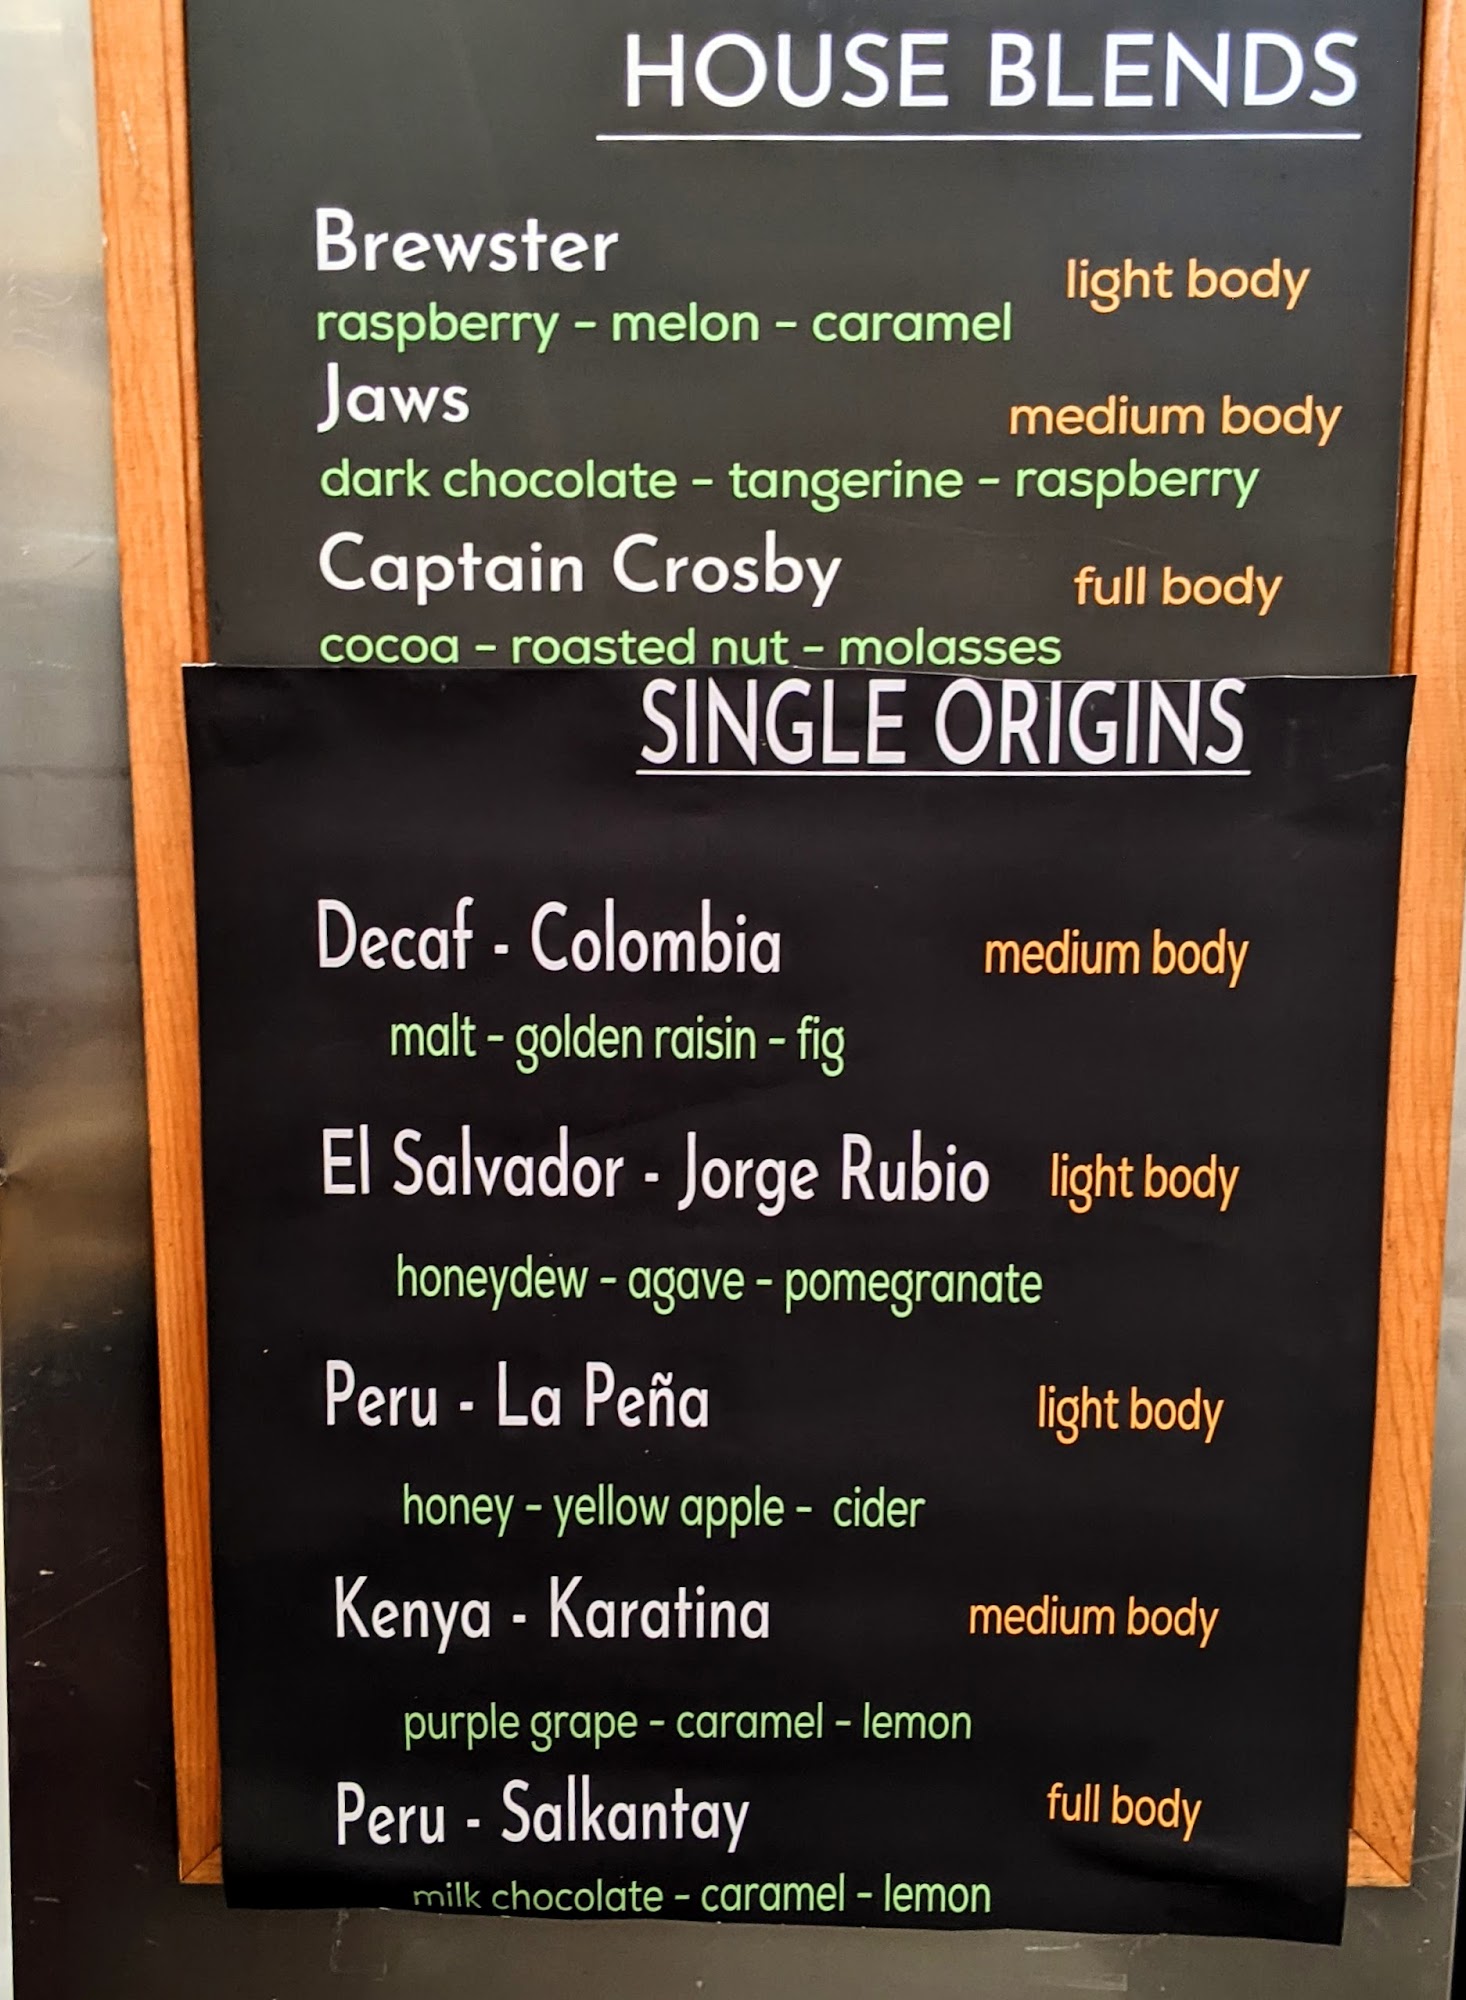 HOUSE BLENDS
Brewster
light body
raspberry - melon - caramel
Jaws
medium body
dark chocolate - tangerine - raspberry
Captain Crosby
full body
cocoa - roasted nut - molasses
SINGLE ORIGINS
Decaf - Colombia
medium body
malt - golden raisin - fig
El Salvador - Jorge Rubio
light body
honeydew - agave - pomegranate
Peru - La Peña
light body
honey - yellow apple - cider
Kenya - Karatina
medium body
purple grape - caramel - lemon
Peru - Salkantay
full body
milk chocolate - caramel - lemon